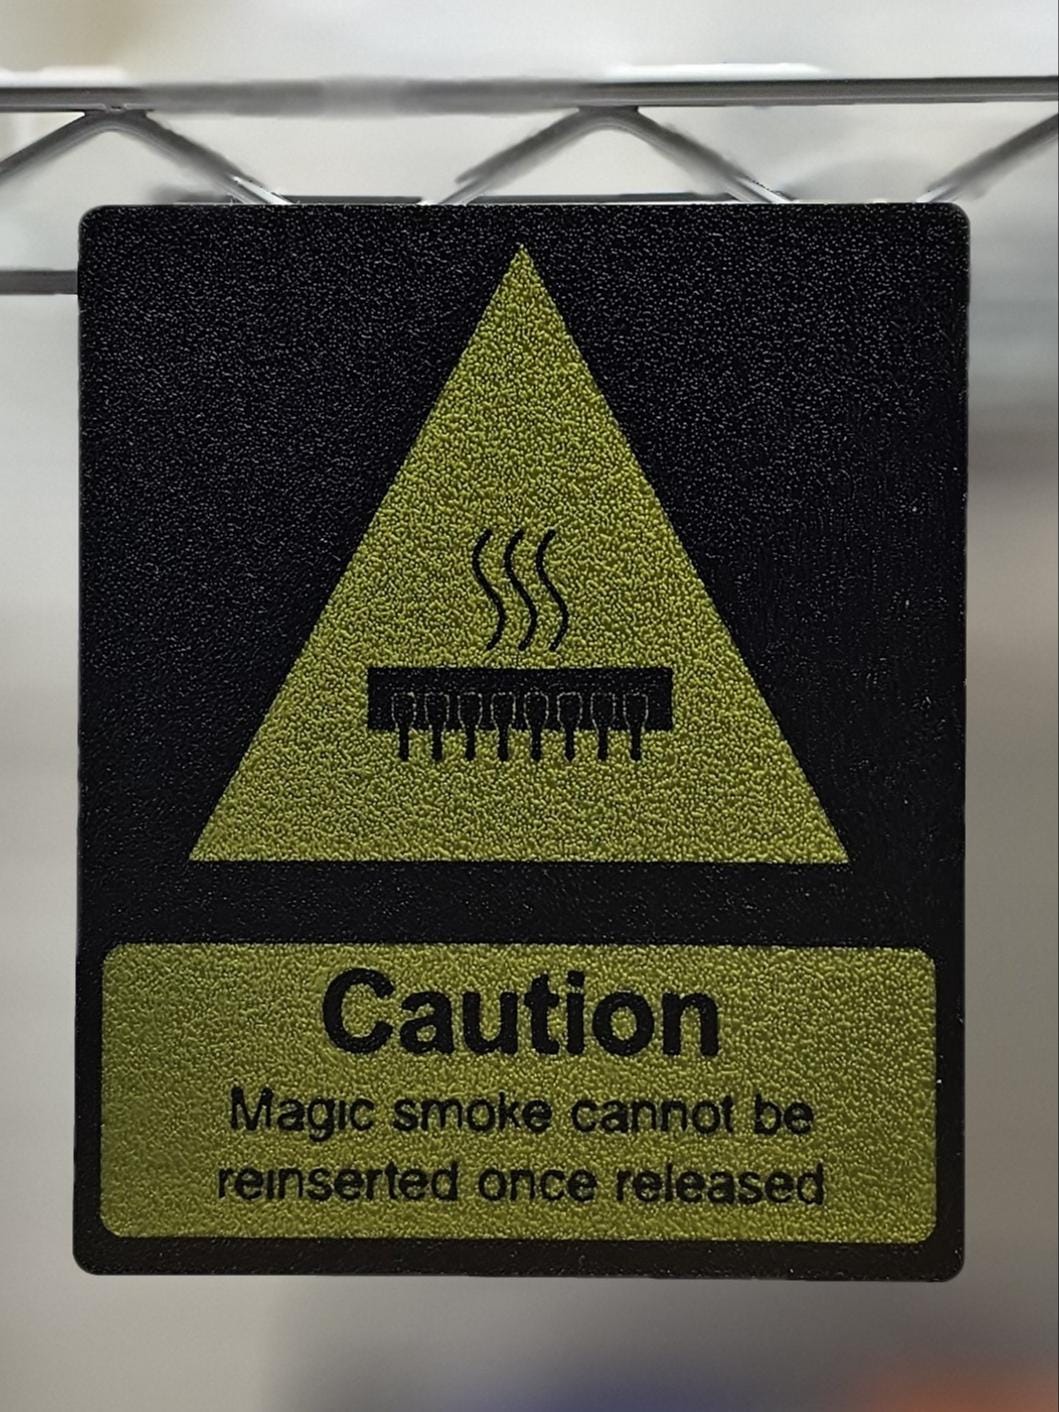 Caution
Magic smoke cannot be
reinserted once released